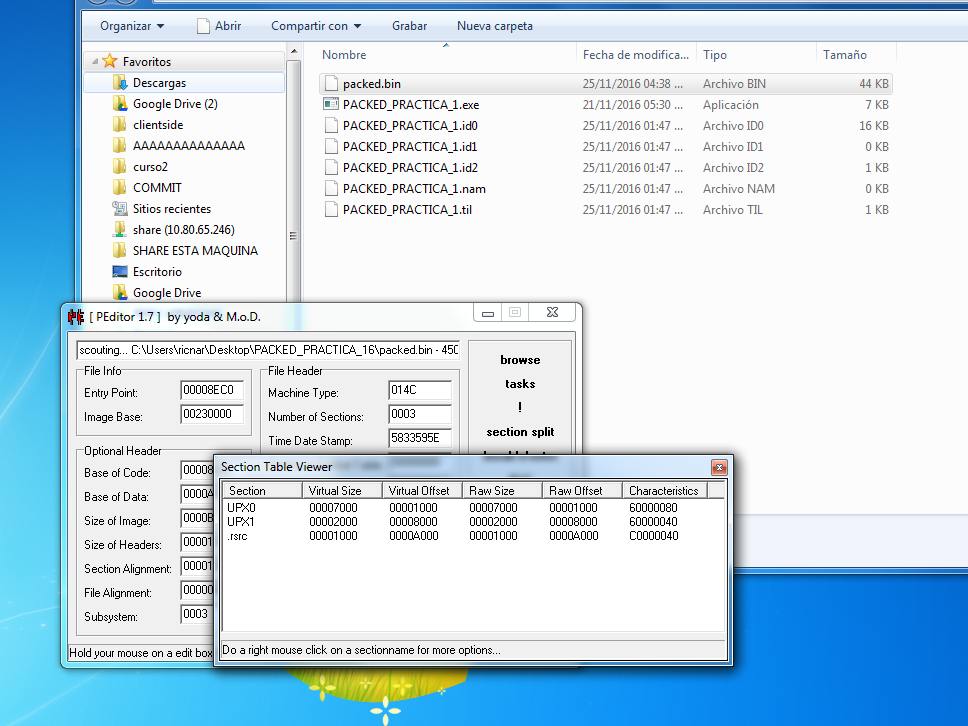 Organizar Abrir Compartir con Grabar Nueva carpeta
Favoritos
Descargas
Google Drive (2)
clientside
AAAAAAAAAAAAAA
curso2
COMMIT
Sitios recientes
share (10.80.65.246)
SHARE ESTA MAQUINA
Escritorio
Google Drive
Nombre Fecha de modifica... Tipo Tamaño
packed.bin 25/11/2016 04:38 ... Archivo BIN 44 KB
PACKED_PRACTICA_1.exe 21/11/2016 05:30 ... Aplicación 7 KB
PACKED_PRACTICA_1.id0 25/11/2016 01:47 ... Archivo ID0 16 KB
PACKED_PRACTICA_1.id1 25/11/2016 01:47 ... Archivo ID1 0 KB
PACKED_PRACTICA_1.id2 25/11/2016 01:47 ... Archivo ID2 1 KB
PACKED_PRACTICA_1.nam 25/11/2016 01:47 ... Archivo NAM 0 KB
PACKED_PRACTICA_1.til 25/11/2016 01:47 ... Archivo TIL 1 KB
[ PEditor 1.7 ] by yoda & M.o.D.
scouting... C:\Users\ricnar\Desktop\PACKED_PRACTICA_16\packed.bin - 450
File Info
Entry Point: 00008EC0
Image Base: 00230000
File Header
Machine Type: 014C
Number of Sections: 0003
Time Date Stamp: 5833595E
browse
tasks
!
section split
Optional Header
Base of Code: 00008
Base of Data: 0000A
Size of Image: 0000B
Size of Headers: 00001
Section Alignment: 00001
File Alignment: 00000
Subsystem: 0003
Hold your mouse on a edit box
Section Table Viewer
Section Virtual Size Virtual Offset Raw Size Raw Offset Characteristics
UPX0 00007000 00001000 00007000 00001000 60000080
UPX1 00002000 00008000 00002000 00008000 60000040
.rsrc 00001000 0000A000 00001000 0000A000 C0000040
Do a right mouse click on a sectionname for more options...